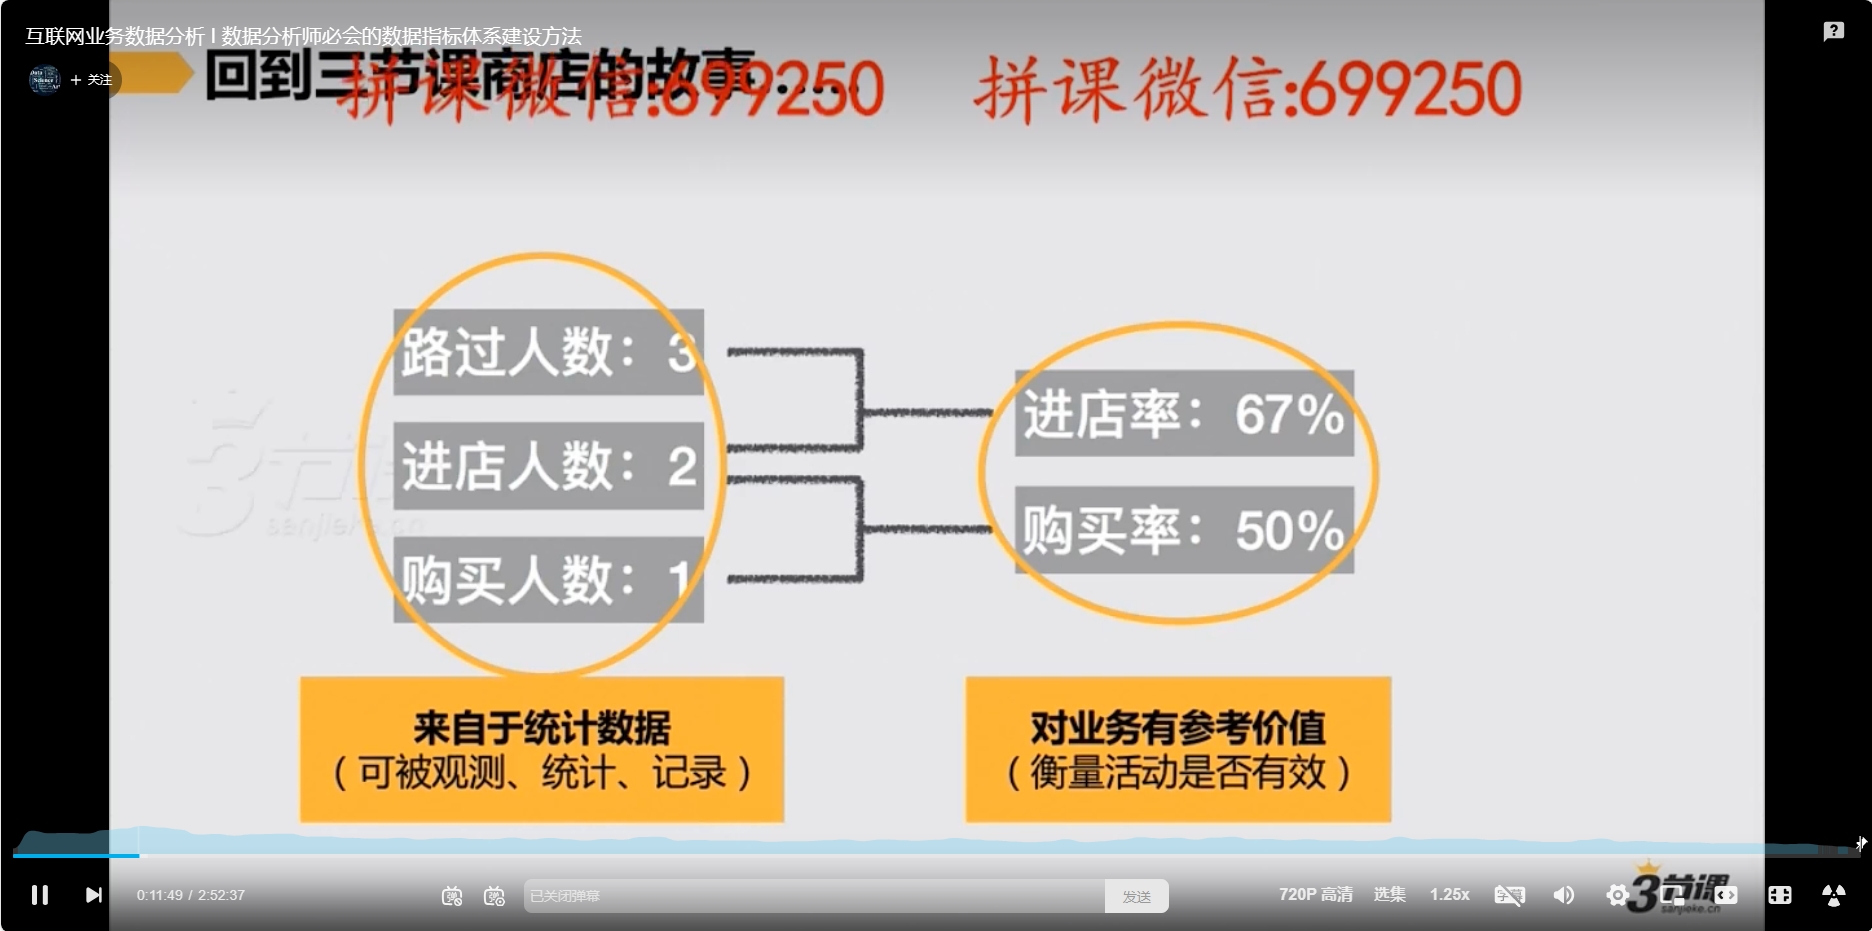 互联网业务数据分析 I 数据分析师必会的数据指标体系建设方法
+ 关注
回到三节课商店的故事......
拼课微信:699250
拼课微信:699250
路过人数：3
进店人数：2
购买人数：1
进店率：67%
购买率：50%
3节课
sanjieke.cn
来自于统计数据
（可被观测、统计、记录）
对业务有参考价值
（衡量活动是否有效）
0:11:49 / 2:52:37
已关闭弹幕
发送
720P 高清
选集
1.25x
3节课
sanjieke.cn